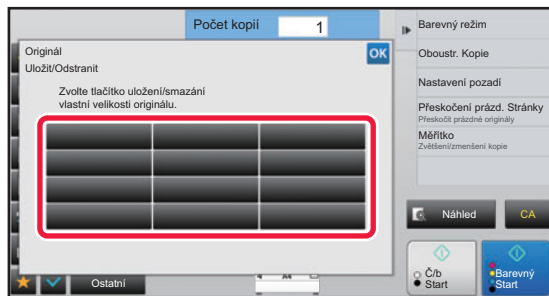 Počet kopií 1
Originál
OK
Uložit/Odstranit
Zvolte tlačítko uložení/smazání
vlastní velikosti originálu.
Barevný režim
Oboustr. Kopie
Nastavení pozadí
Přeskočení prázd. Stránky
Přeskočit prázdné originály
Měřítko
Zvětšení/zmenšení kopie
Náhled
CA
Č/b
Start
Barevný
Start
Ostatní
A4